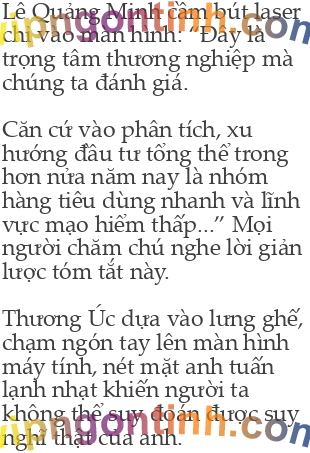 Lê Quảng Minh cầm bút laser
chỉ vào màn hình. “Đây là
trọng tâm thương nghiệp mà
chúng ta đánh giá.
Căn cứ vào phân tích, xu
hướng đầu tư tổng thể trong
hơn nửa năm nay là nhóm
hàng tiêu dùng nhanh và lĩnh
vực mạo hiểm thấp...” Mọi
người chăm chú nghe lời giản
lược tóm tắt này.
Thương Úc dựa vào lưng ghế,
chạm ngón tay lên màn hình
máy tính, nét mặt anh tuấn
lạnh nhạt khiến người ta
không thể suy đoán được suy
nghĩ thật của anh.
vipngontinh.com
vipngontinh.com